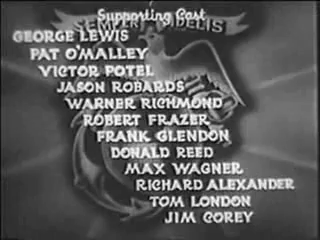 Supporting Cast
SEMPER FIDELIS
GEORGE LEWIS
PAT O'MALLEY
VICTOR POTEL
JASON ROBARDS
WARNER RICHMOND
ROBERT FRAZER
FRANK GLENDON
DONALD REED
MAX WAGNER
RICHARD ALEXANDER
TOM LONDON
JIM COREY